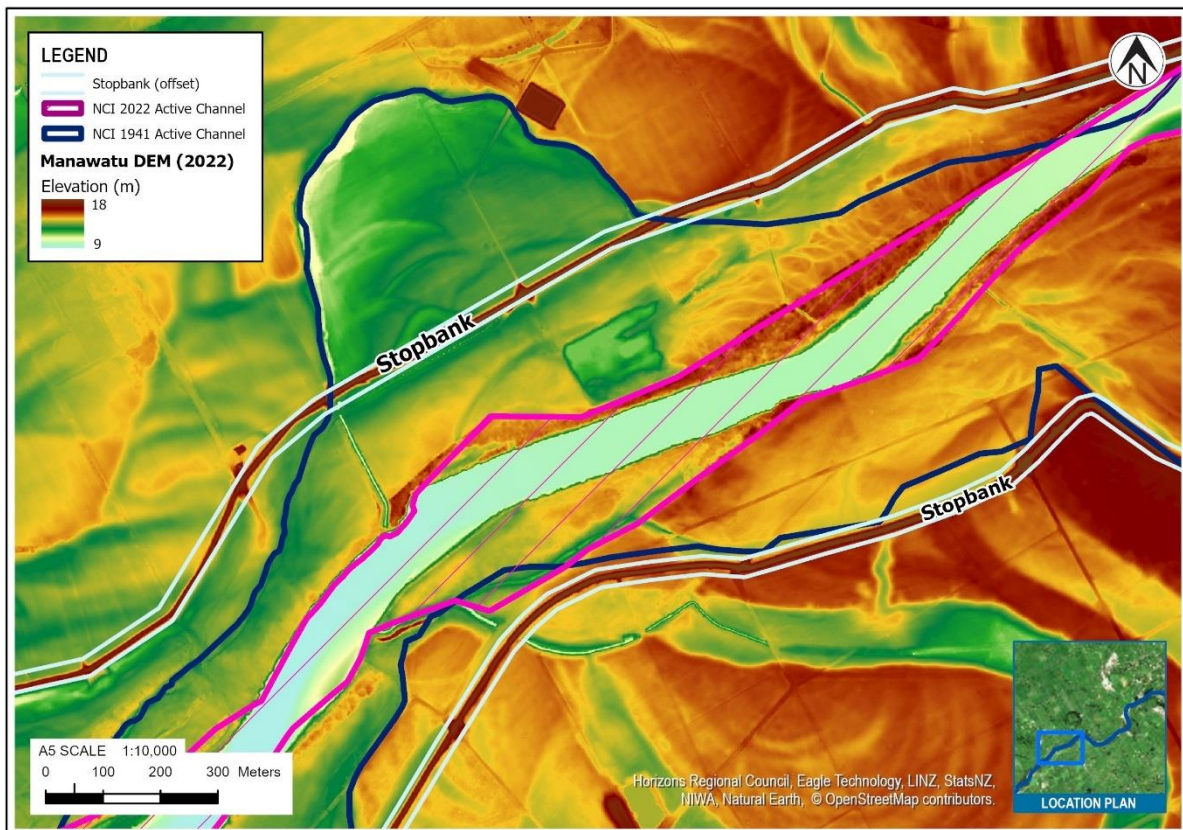 LEGEND
Stopbank (offset)
NCI 2022 Active Channel
NCI 1941 Active Channel
Manawatu DEM (2022)
Elevation (m)
18
9
N
Stopbank
Stopbank
A5 SCALE 1:10,000
0 100 200 300 Meters
Horizons Regional Council, Eagle Technology, LINZ, StatsNZ,
NIWA, Natural Earth, © OpenStreetMap contributors.
LOCATION PLAN